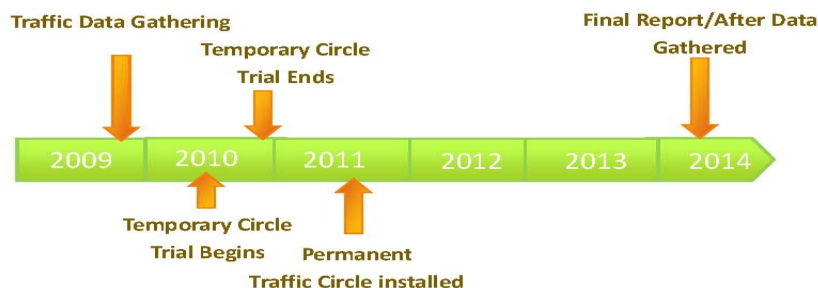 Traffic Data Gathering
Temporary Circle
Trial Ends
Final Report/After Data
Gathered
2009 2010 2011 2012 2013 2014
Temporary Circle
Trial Begins
Permanent
Traffic Circle installed